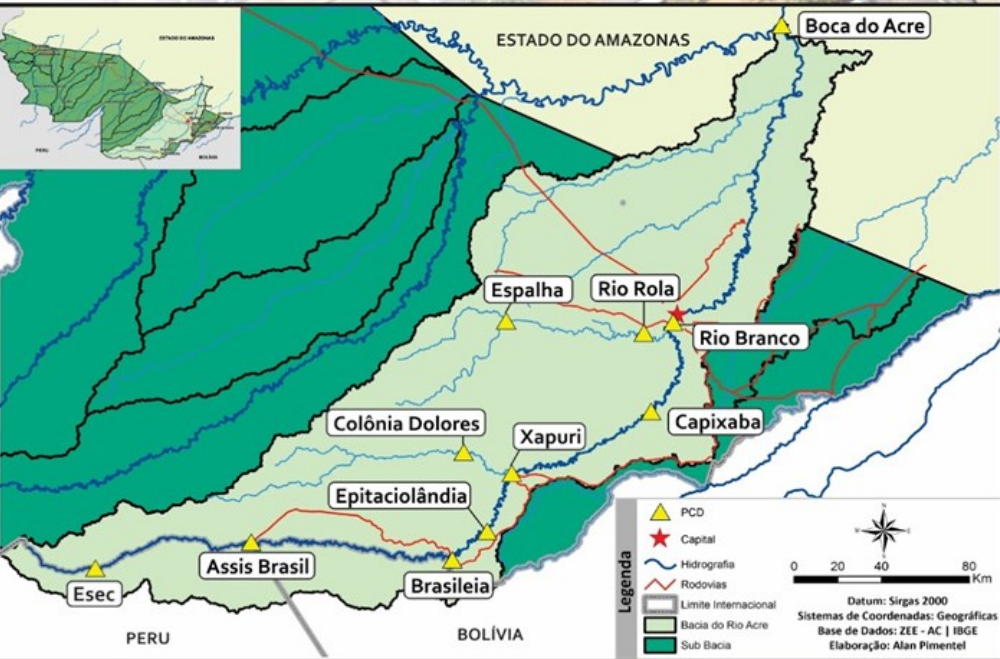 ESTADO DO AMAZONAS
PERU
BOLÍVIA
ESTADO DO AMAZONAS
Boca do Acre
Espalha
Rio Rola
Rio Branco
Capixaba
Colônia Dolores
Xapuri
Epitaciolândia
Assis Brasil
Brasileia
Esec
PERU
BOLÍVIA
Legenda
PCD
Capital
Hidrografia
Rodovias
Limite Internacional
Bacia do Rio Acre
Sub Bacia
N
0 20 40 80
Km
Datum: Sirgas 2000
Sistemas de Coordenadas: Geográficas
Base de Dados: ZEE - AC | IBGE
Elaboração: Alan Pimentel